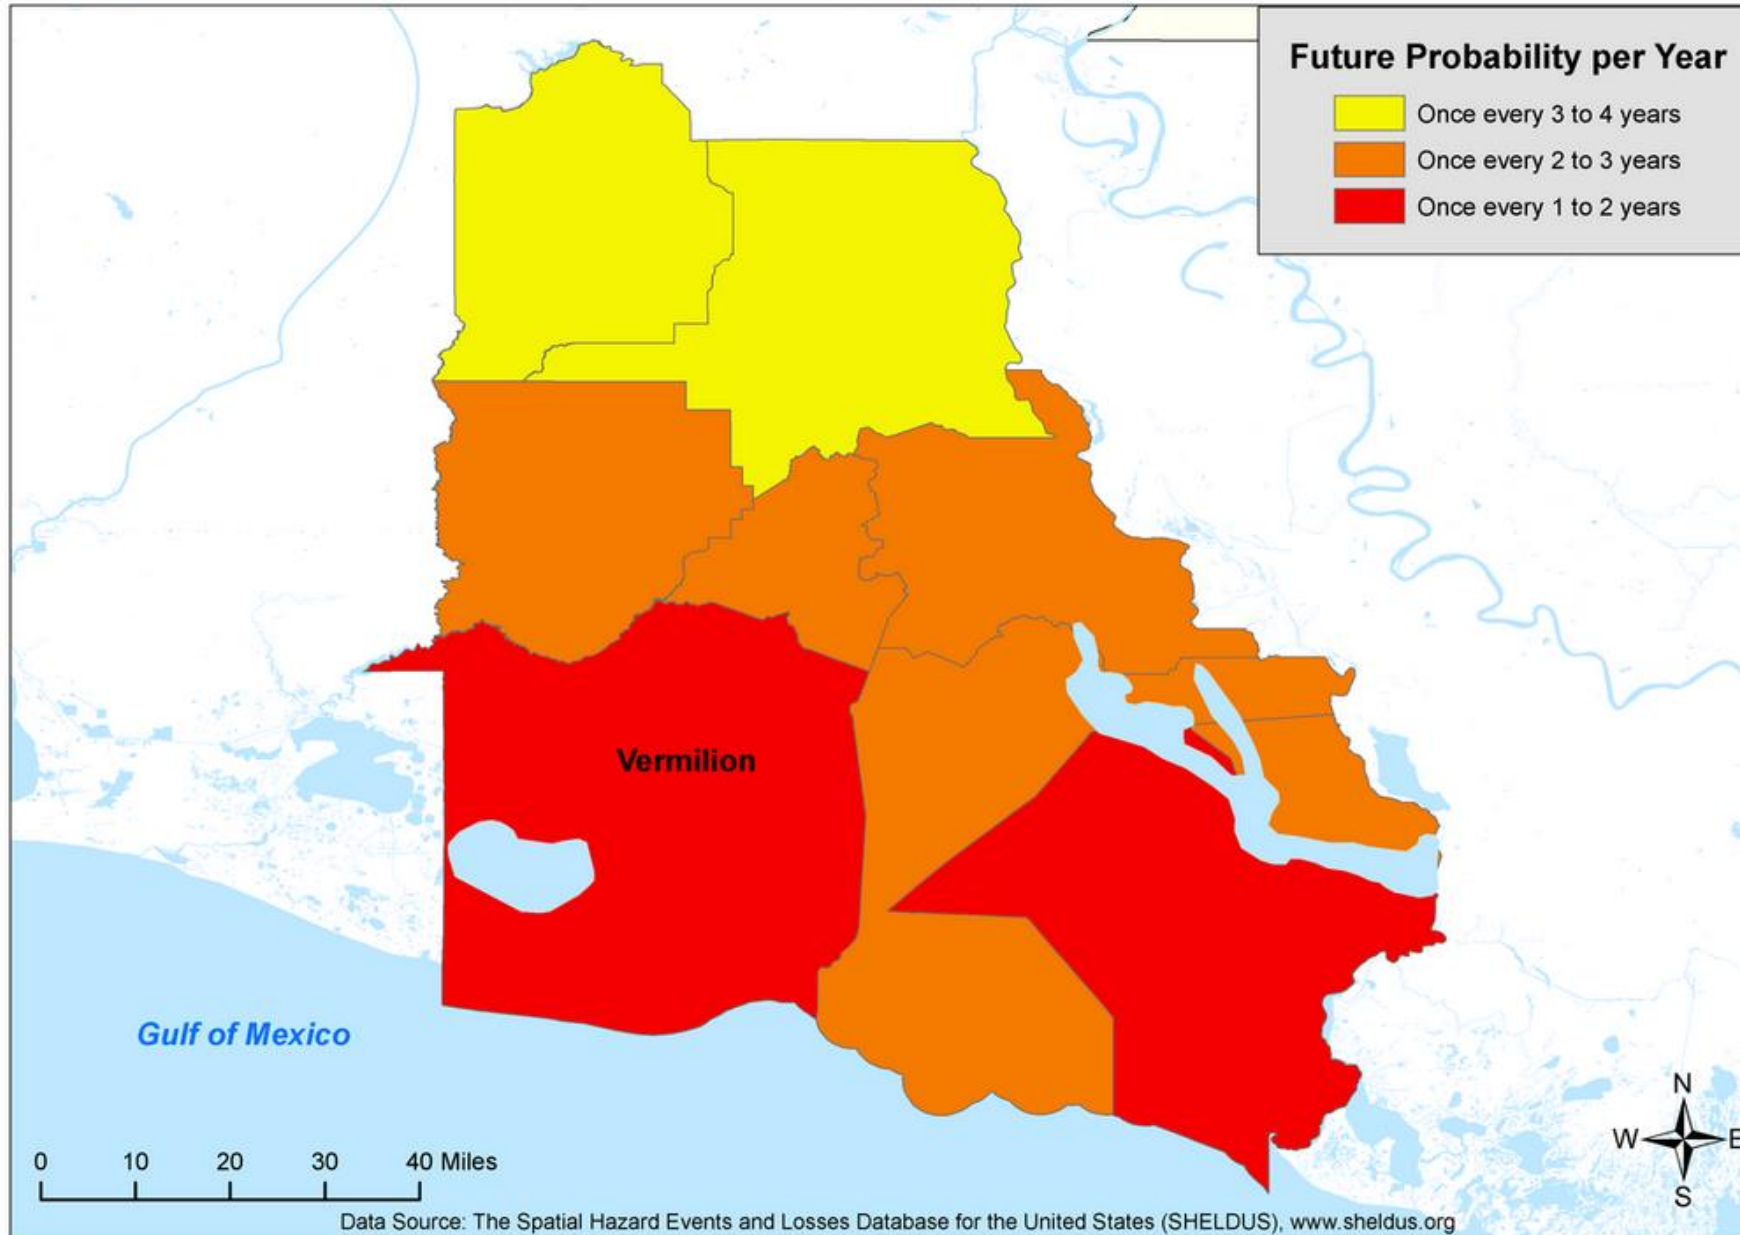 Future Probability per Year
Once every 3 to 4 years
Once every 2 to 3 years
Once every 1 to 2 years
Vermilion
Gulf of Mexico
N
W E
S
0 10 20 30 40 Miles
Data Source: The Spatial Hazard Events and Losses Database for the United States (SHELDUS), www.sheldus.org